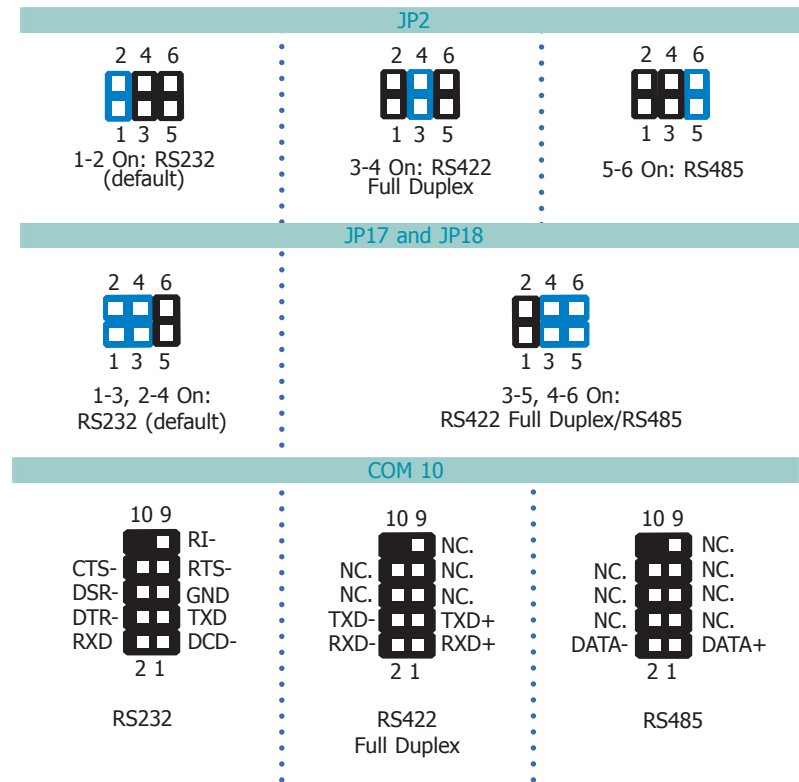 JP2
2 4 6
1 3 5
1-2 On: RS232
(default)
2 4 6
1 3 5
3-4 On: RS422
Full Duplex
2 4 6
1 3 5
5-6 On: RS485
JP17 and JP18
2 4 6
1 3 5
1-3, 2-4 On:
RS232 (default)
2 4 6
1 3 5
3-5, 4-6 On:
RS422 Full Duplex/RS485
COM 10
10 9
RI-
CTS- RTS-
DSR- GND
DTR- TXD
RXD DCD-
2 1
RS232
10 9
NC.
NC. NC.
NC. NC.
TXD- TXD+
RXD- RXD+
2 1
RS422
Full Duplex
10 9
NC.
NC. NC.
NC. NC.
NC. NC.
DATA- DATA+
2 1
RS485